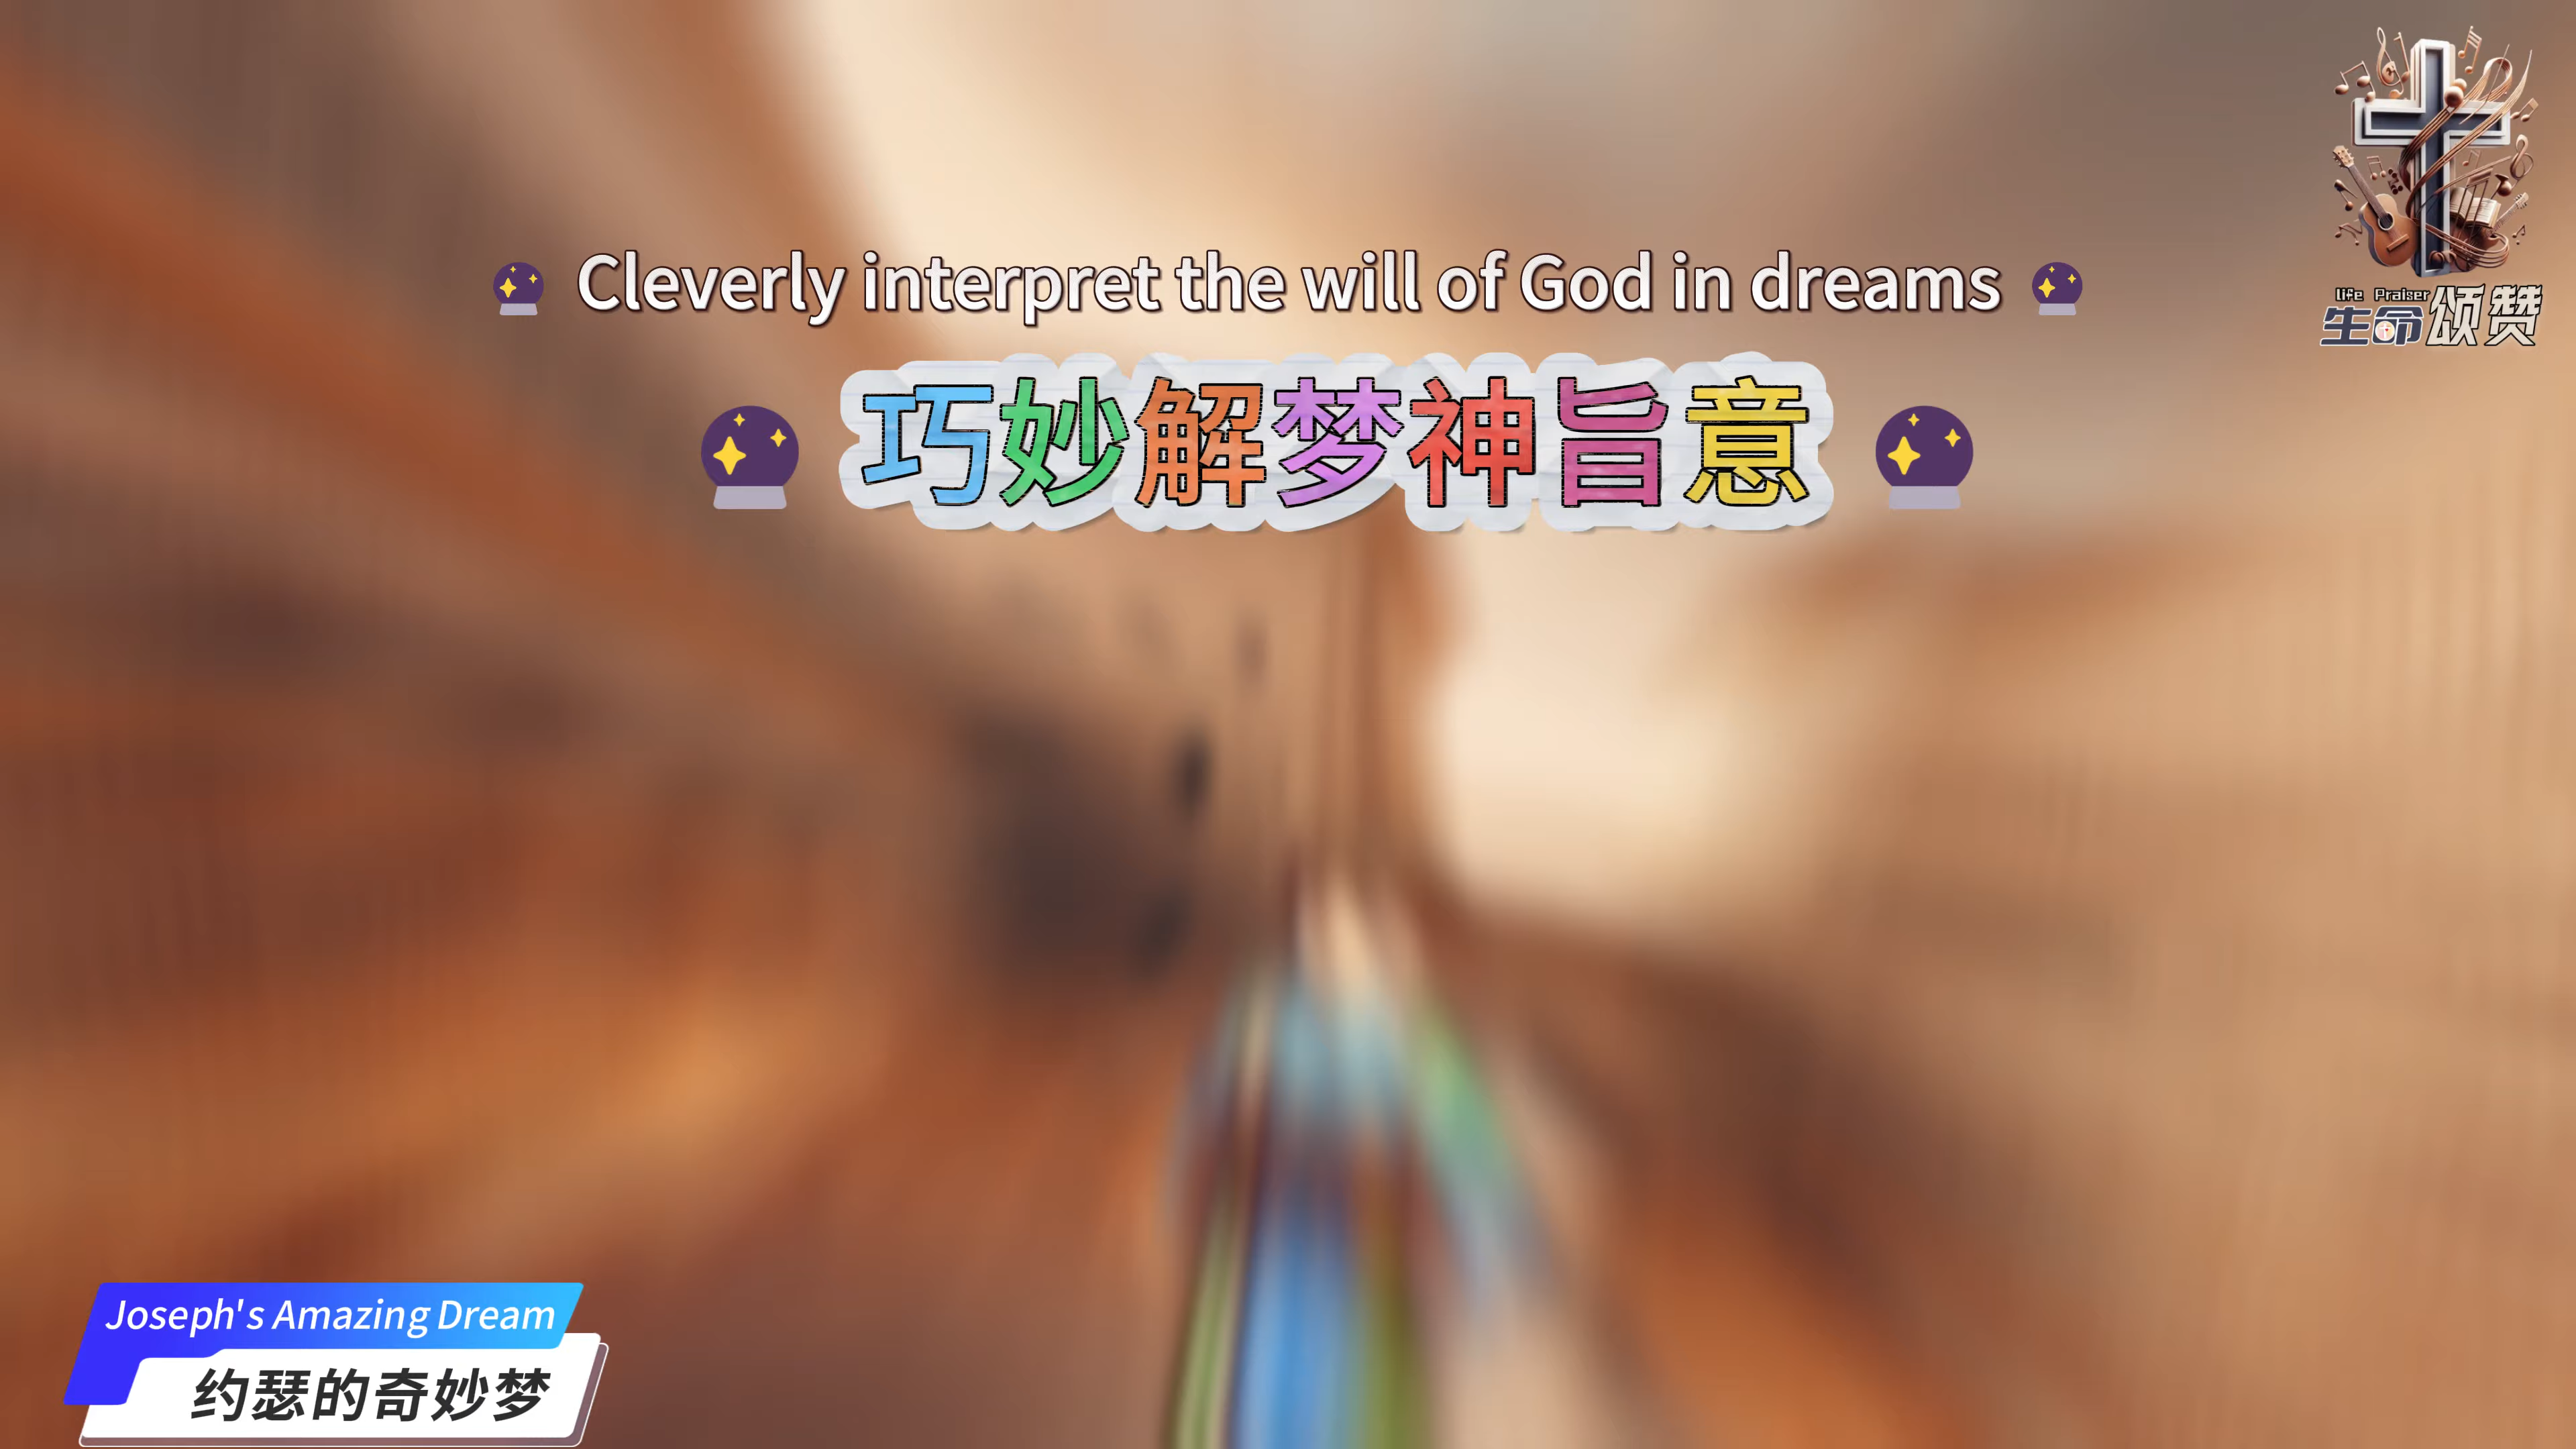 🔮 Cleverly interpret the will of God in dreams 🔮
🔮 巧妙解梦神旨意 🔮
life Praiser
生命颂赞
Joseph's Amazing Dream
约瑟的奇妙梦